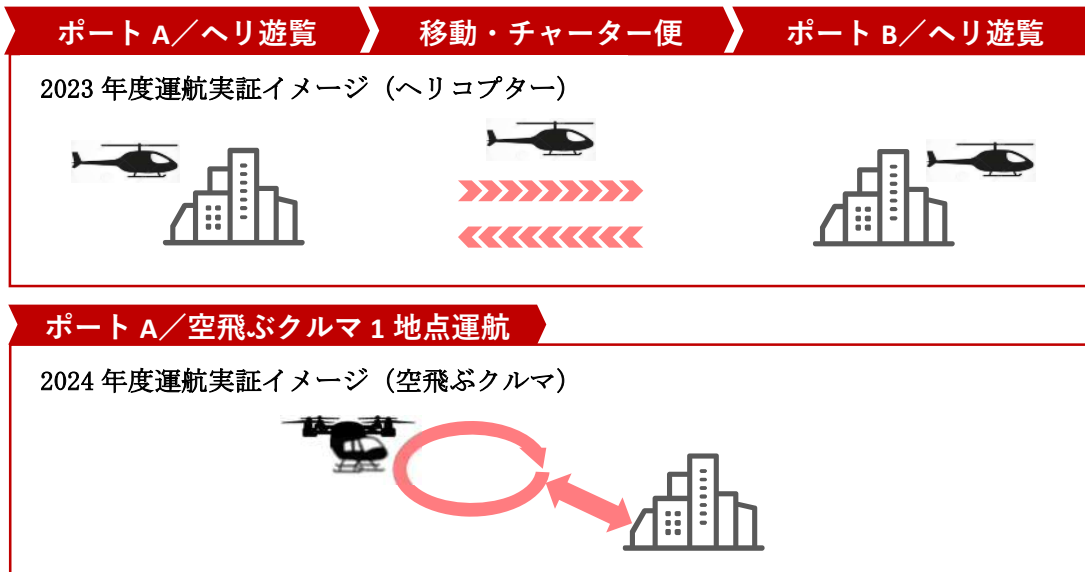 ポート A／ヘリ遊覧
移動・チャーター便
ポート B／ヘリ遊覧
2023 年度運航実証イメージ（ヘリコプター）
ポート A／空飛ぶクルマ 1 地点運航
2024 年度運航実証イメージ（空飛ぶクルマ）